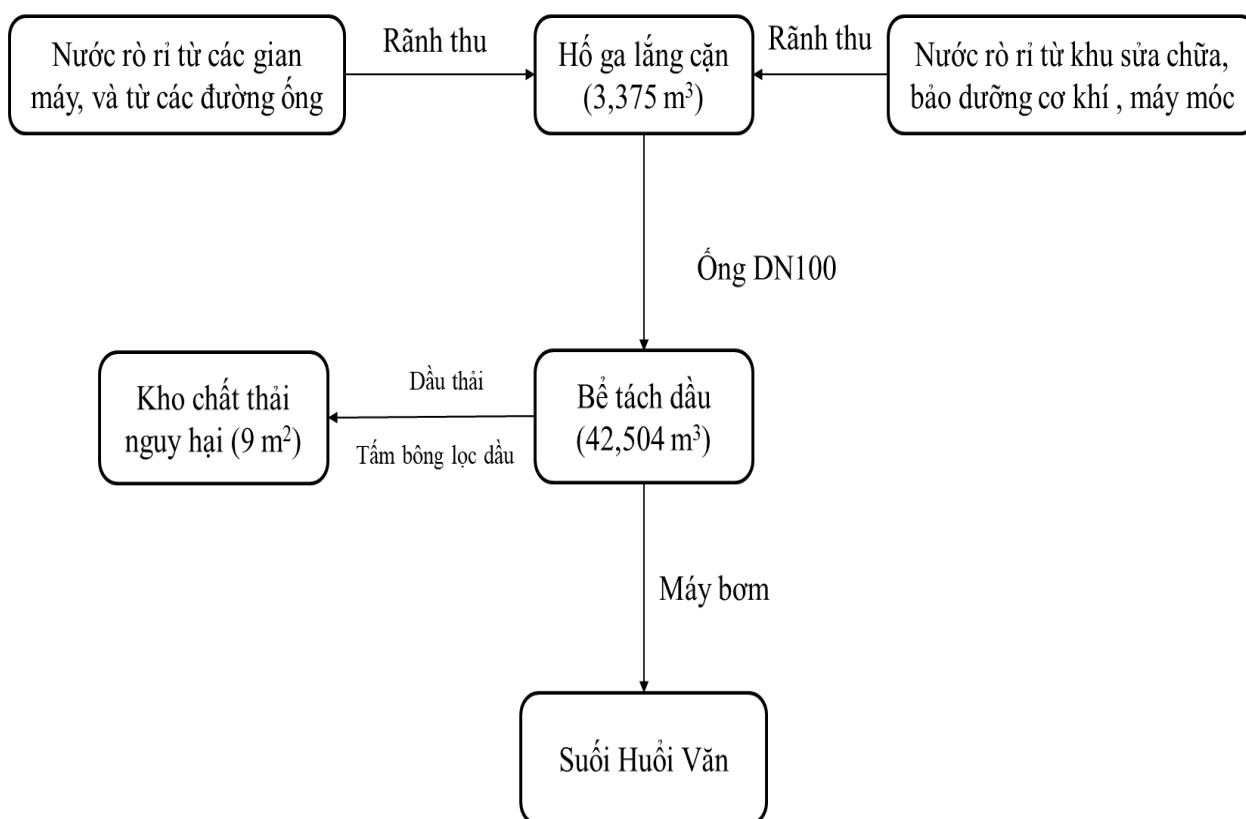 Nước rò rỉ từ các gian
máy, và từ các đường ống
Rãnh thu
Hố ga lắng cặn
(3,375 m³)
Rãnh thu
Nước rò rỉ từ khu sửa chữa,
bảo dưỡng cơ khí , máy móc
Ống DN100
Kho chất thải
nguy hại (9 m²)
Dầu thải
Tấm bông lọc dầu
Bể tách dầu
(42,504 m³)
Máy bơm
Suối Huổi Văn